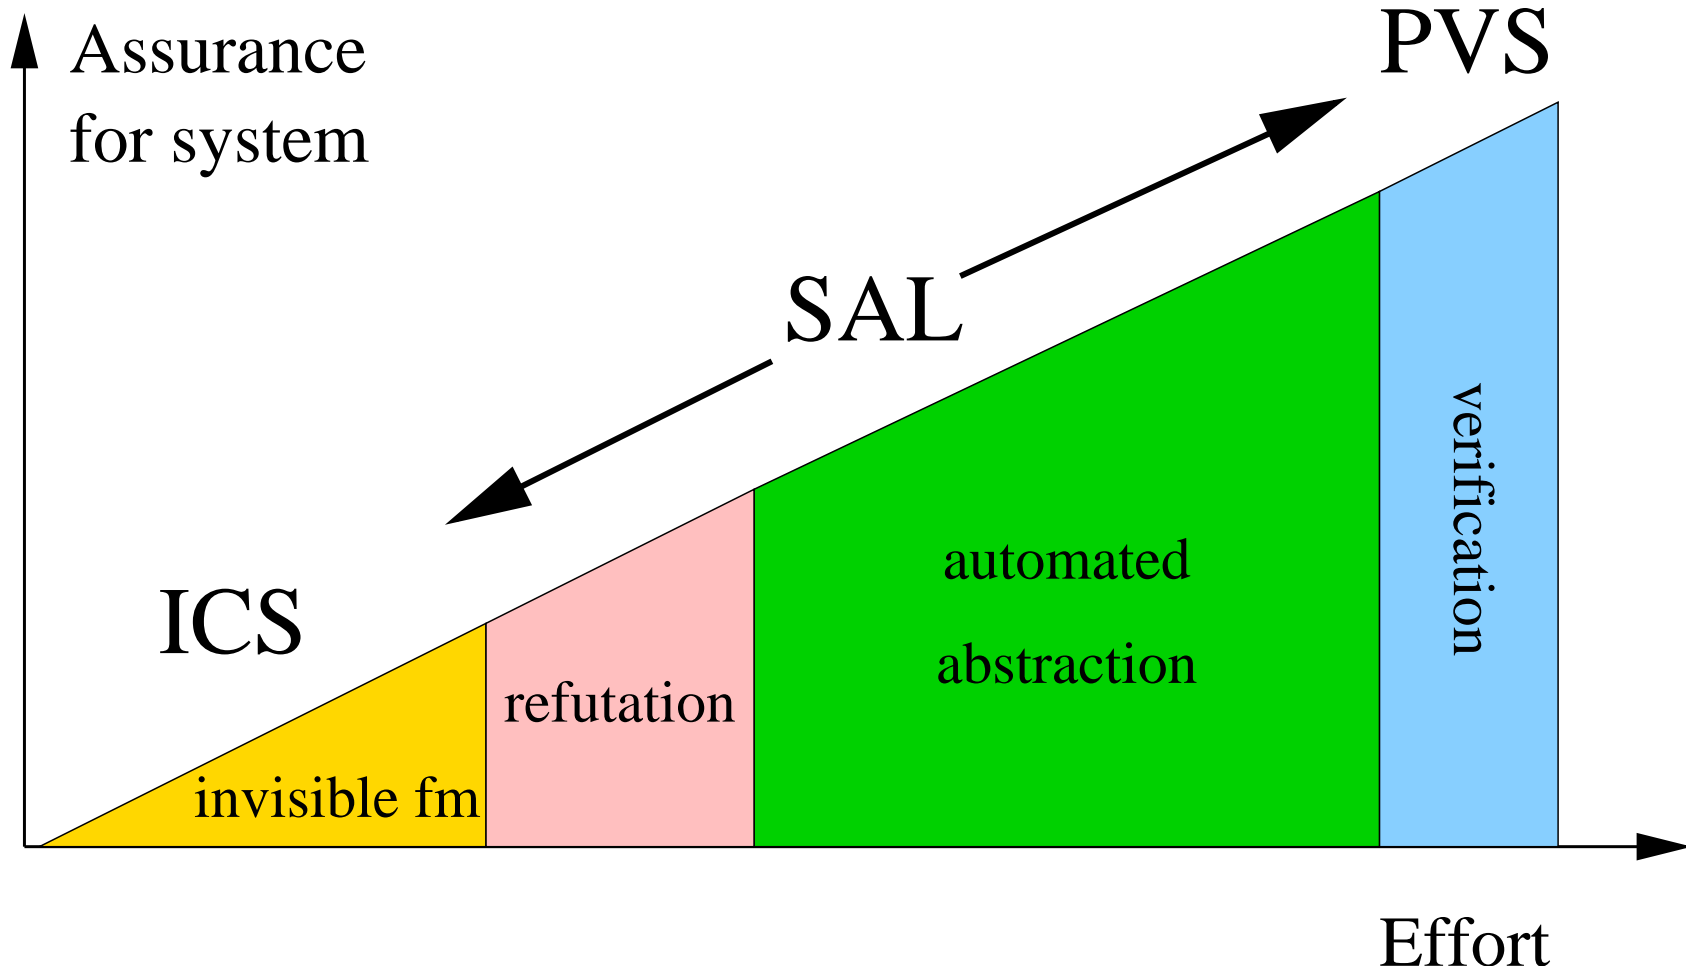 Assurance
for system
PVS
SAL
ICS
verification
automated
abstraction
refutation
invisible fm
Effort